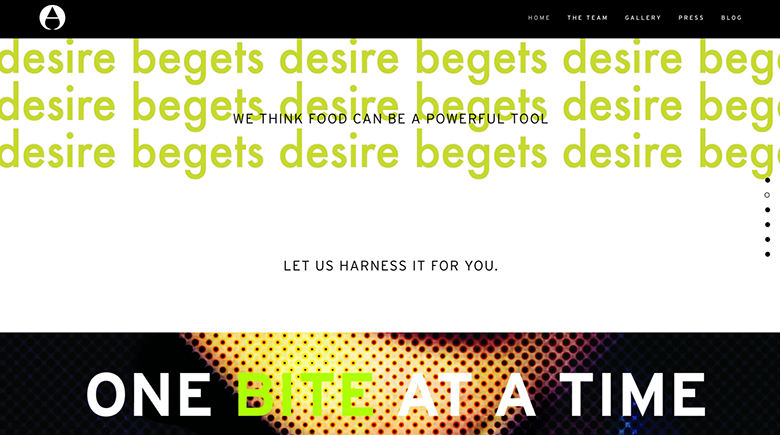 A
HOME THE TEAM GALLERY PRESS BLOG
desire begets desire begets desire beg
desire begets desire begets desire beg
WE THINK FOOD CAN BE A POWERFUL TOOL
desire begets desire begets desire beg
LET US HARNESS IT FOR YOU.
ONE BITE AT A TIME